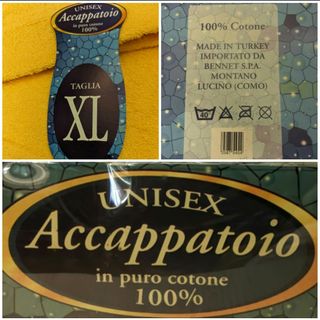 UNISEX
Accappatoio
in puro cotone
100%
TAGLIA
XL
100% Cotone
MADE IN TURKEY
IMPORTATO DA
BENNET S.P.A.
MONTANO
LUCINO (COMO)
40°
UNISEX
Accappatoio
in puro cotone
100%